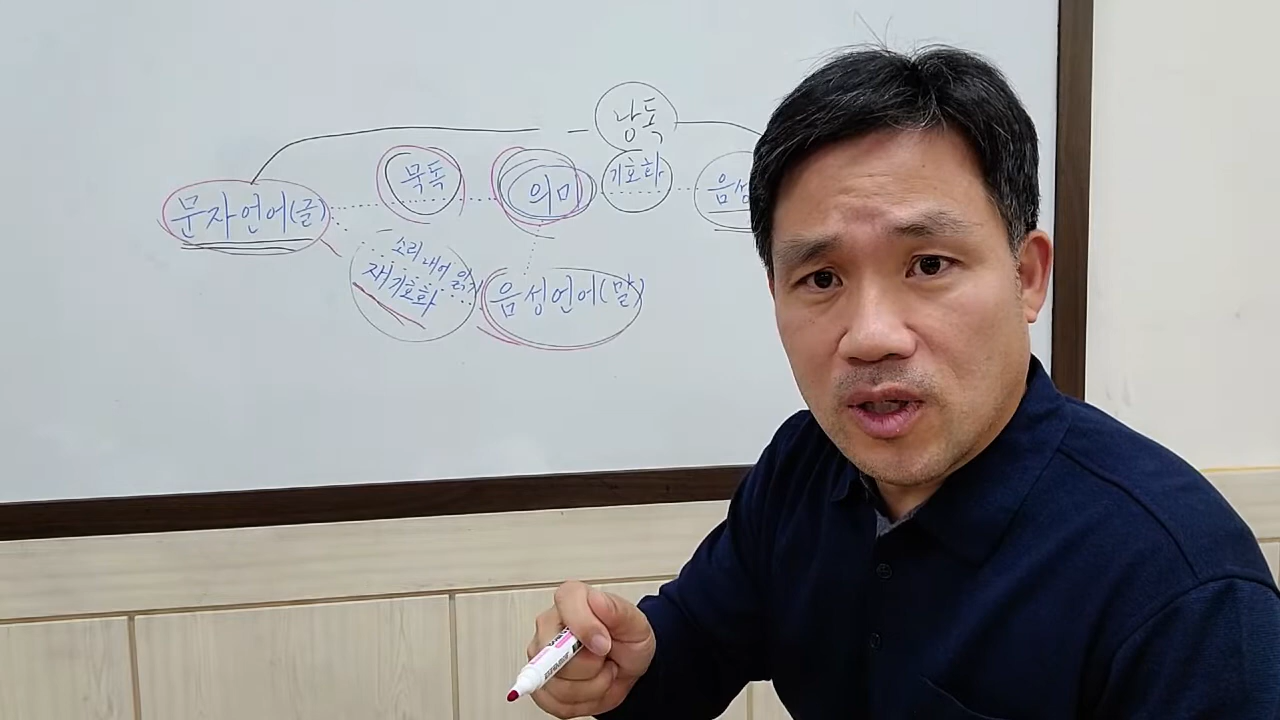 낭독
묵독
의미
기호화
음성
문자언어(글)
소리 내어 읽기
재기호화
음성언어(말)